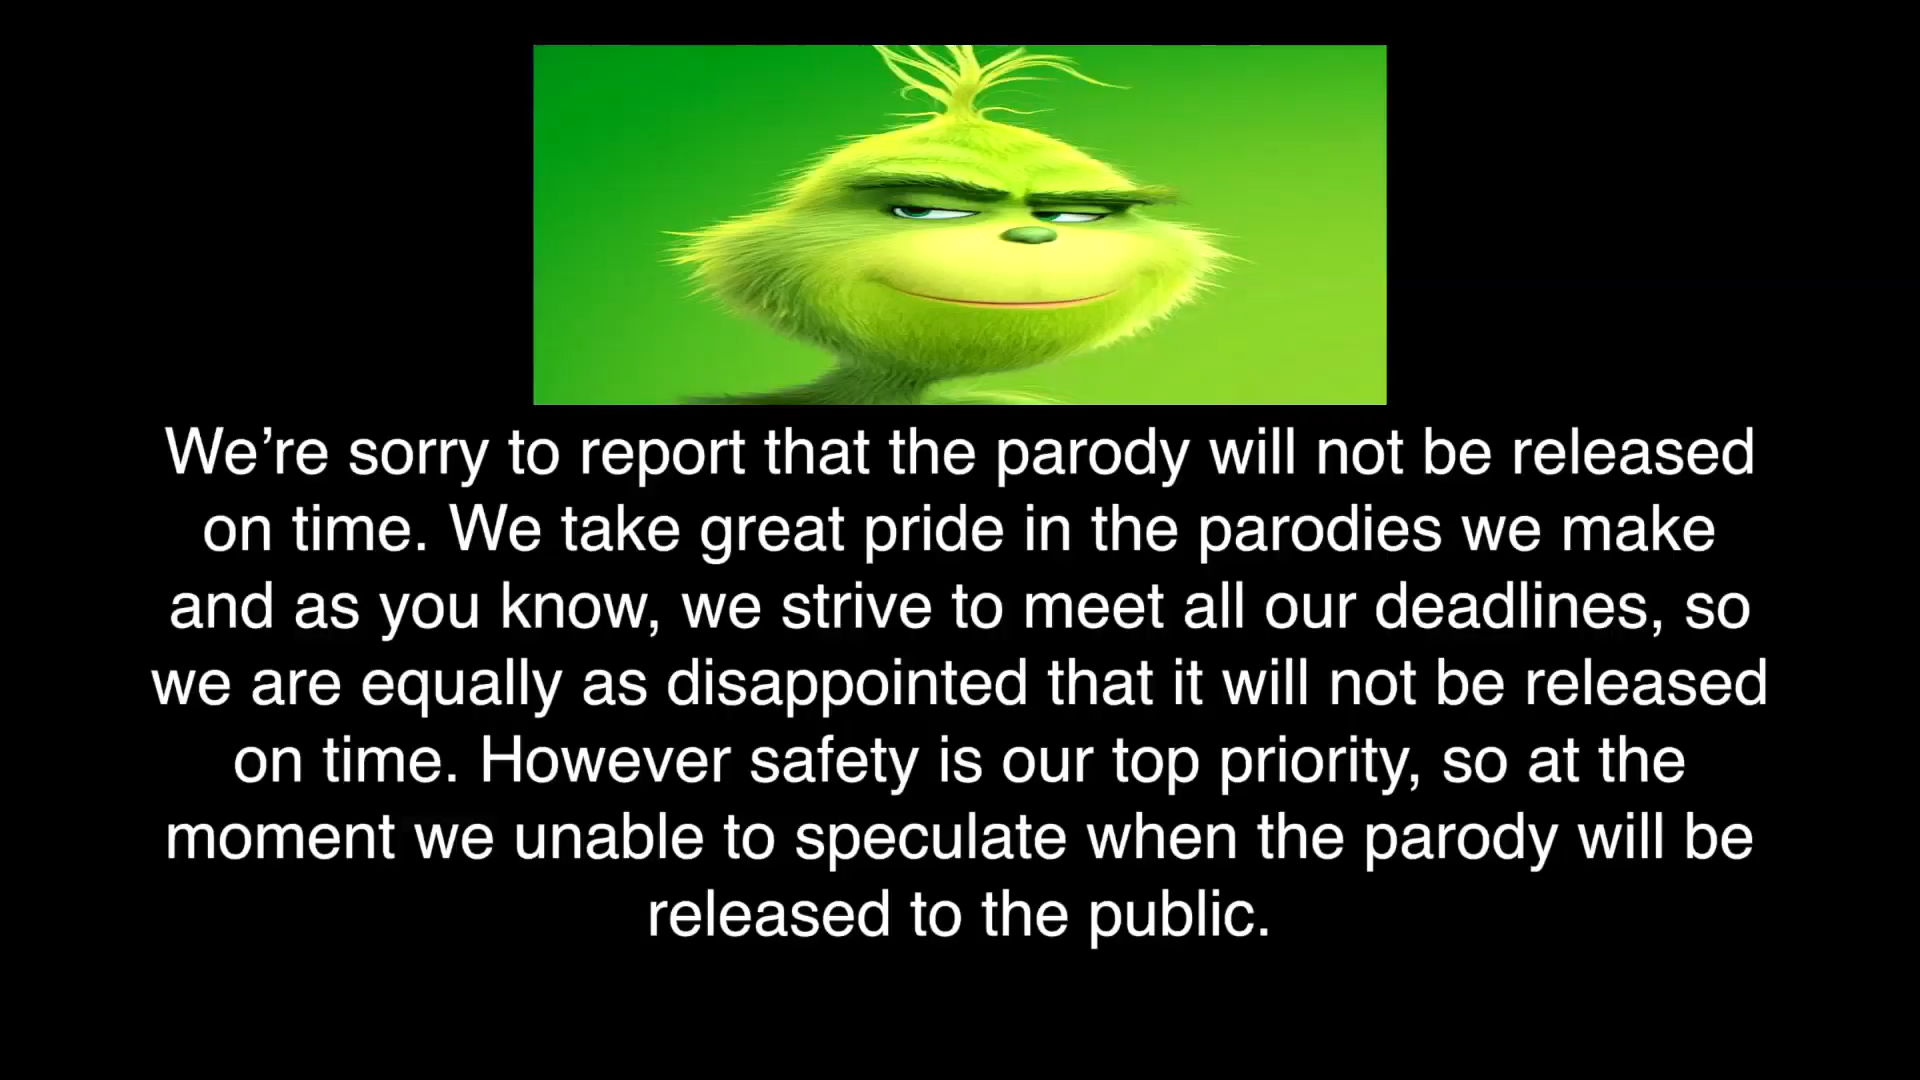 We’re sorry to report that the parody will not be released
on time. We take great pride in the parodies we make
and as you know, we strive to meet all our deadlines, so
we are equally as disappointed that it will not be released
on time. However safety is our top priority, so at the
moment we unable to speculate when the parody will be
released to the public.